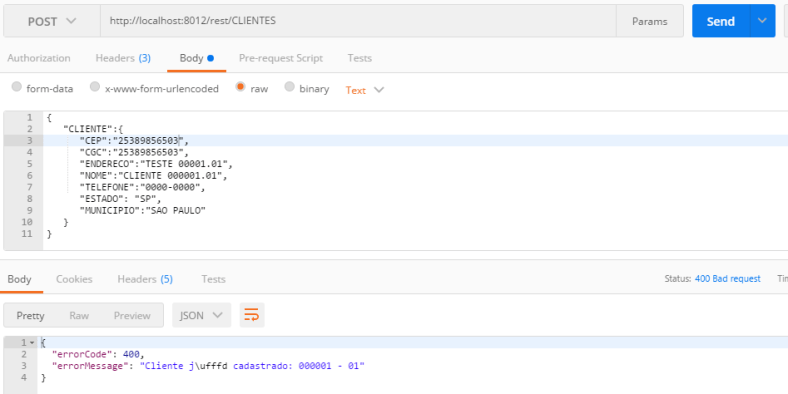 POST http://localhost:8012/rest/CLIENTES Params Send
Authorization Headers (3) Body Pre-request Script Tests
form-data x-www-form-urlencoded raw binary Text
1 {
2 "CLIENTE":{
3 "CEP":"25389856503",
4 "CGC":"25389856503",
5 "ENDERECO":"TESTE 00001.01",
6 "NOME":"CLIENTE 000001.01",
7 "TELEFONE":"0000-0000",
8 "ESTADO": "SP",
9 "MUNICIPIO":"SAO PAULO"
10 }
11 }
Body Cookies Headers (5) Tests Status: 400 Bad request
Pretty Raw Preview JSON
1 {
2 "errorCode": 400,
3 "errorMessage": "Cliente j\ufffd cadastrado: 000001 - 01"
4 }